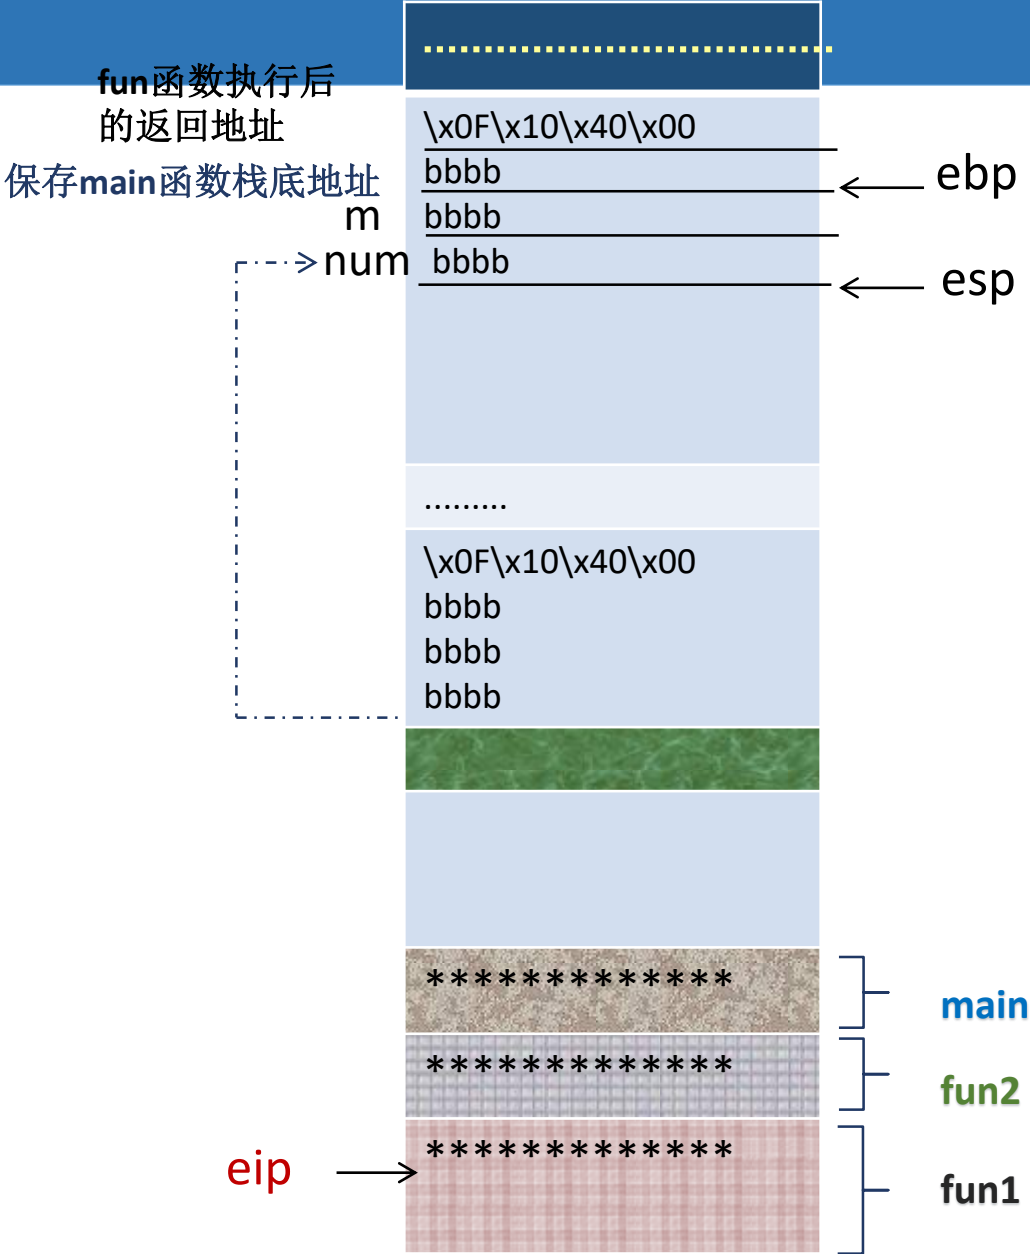 fun函数执行后
的返回地址
\x0F\x10\x40\x00
保存main函数栈底地址
bbbb
ebp
m
bbbb
num
bbbb
esp
.........
\x0F\x10\x40\x00
bbbb
bbbb
bbbb
*************
main
*************
fun2
*************
eip
fun1